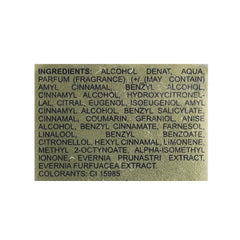 INGREDIENTS: ALCOHOL DENAT, AQUA,
PARFUM (FRAGRANCE). (+/ (MAY CONTAIN)
AMYL CINNAMAL, BENZYL ALCOHOL,
CINNAMYL ALCOHOL, HYDROXYCITRONEL-
LAL, CITRAL, EUGENOL, ISOEUGENOL, AMYL
CINNAMYL ALCOHOL, BENZYL SALICYLATE,
CINNAMAL, COUMARIN, GERANIOL, ANISE
ALCOHOL, BENZYL CINNAMATE, FARNESOL,
LINALOOL, BENZYL BENZOATE,
CITRONELLOL, HEXYL CINNAMAL, LIMONENE,
METHYL 2-OCTYNOATE, ALPHA-ISOMETHYL
IONONE, EVERNIA PRUNASTRI EXTRACT,
EVERNIA FURFUACEA EXTRACT.
COLORANTS: CI 15985